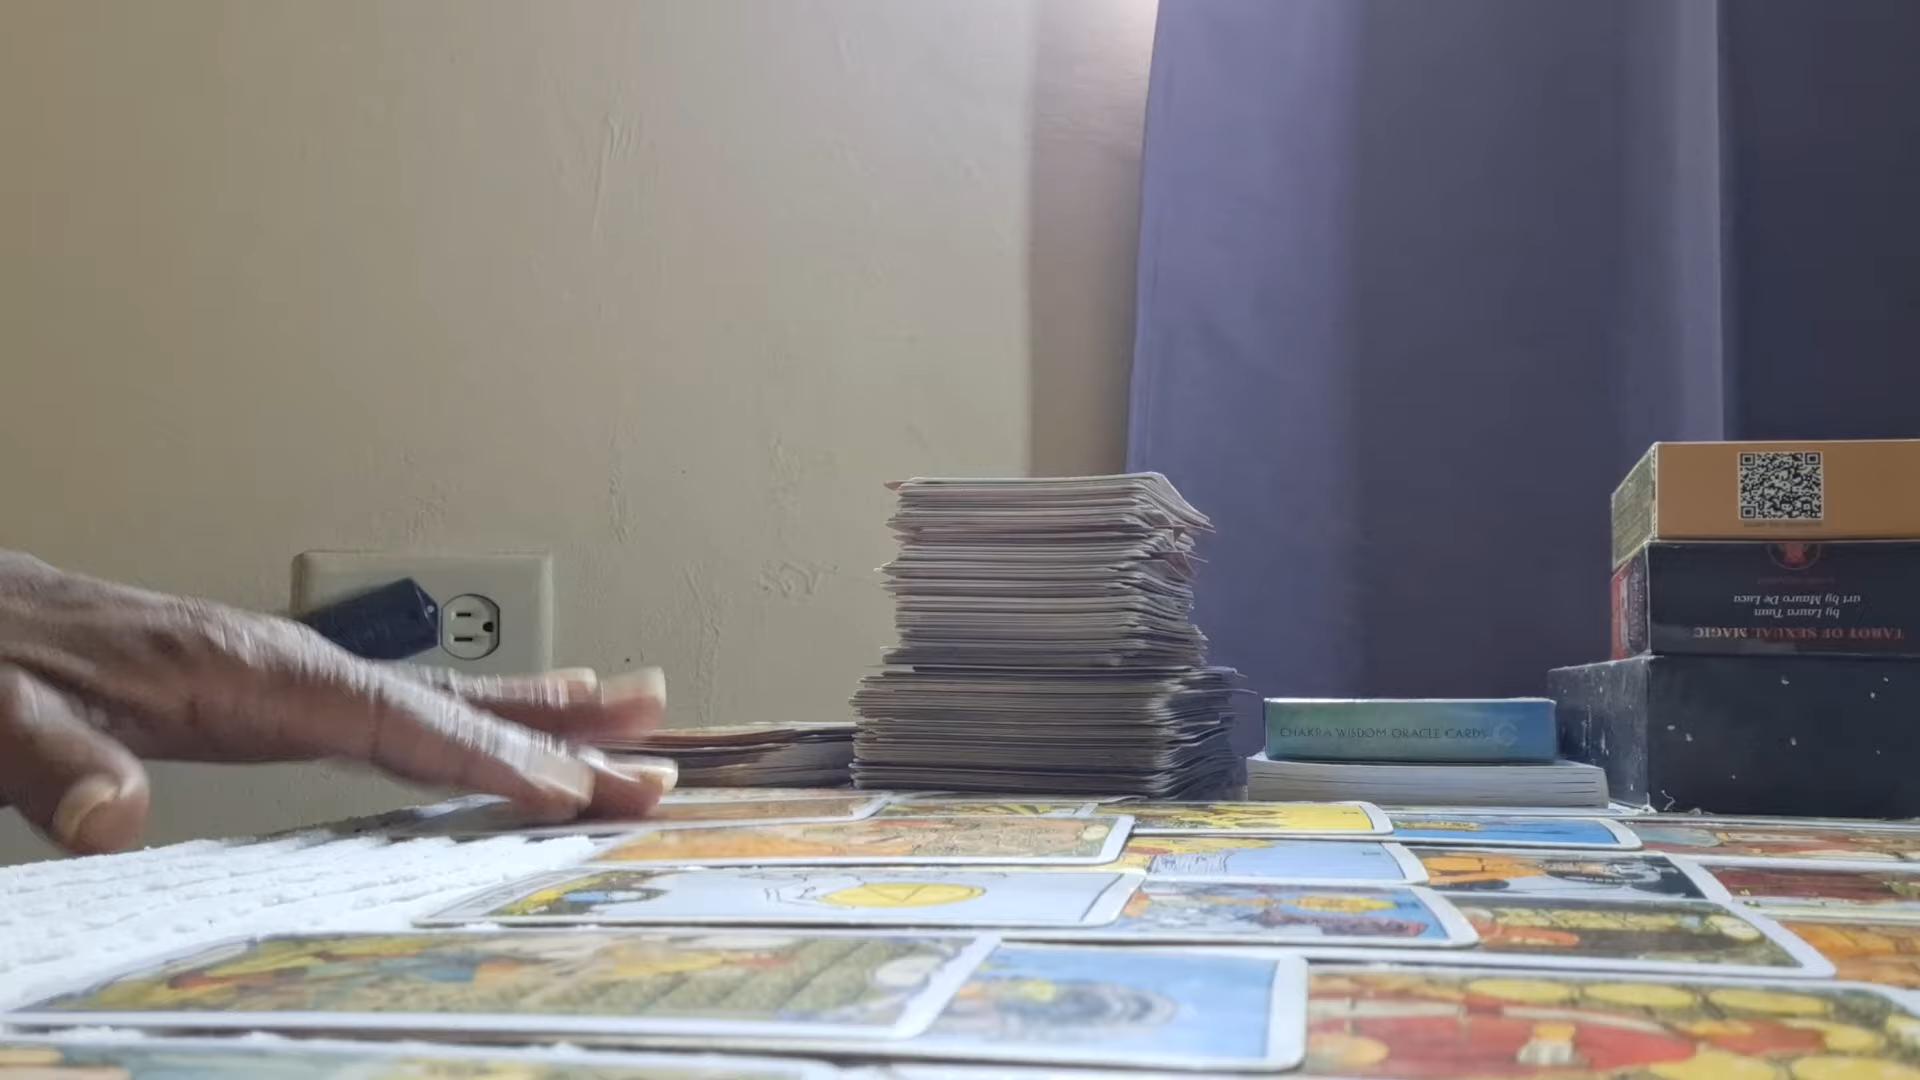 CHAKRA WISDOM ORACLE CARDS
TAROT OF SEXUAL MAGIC
by Laura Tuan
art by Mauro De Luca